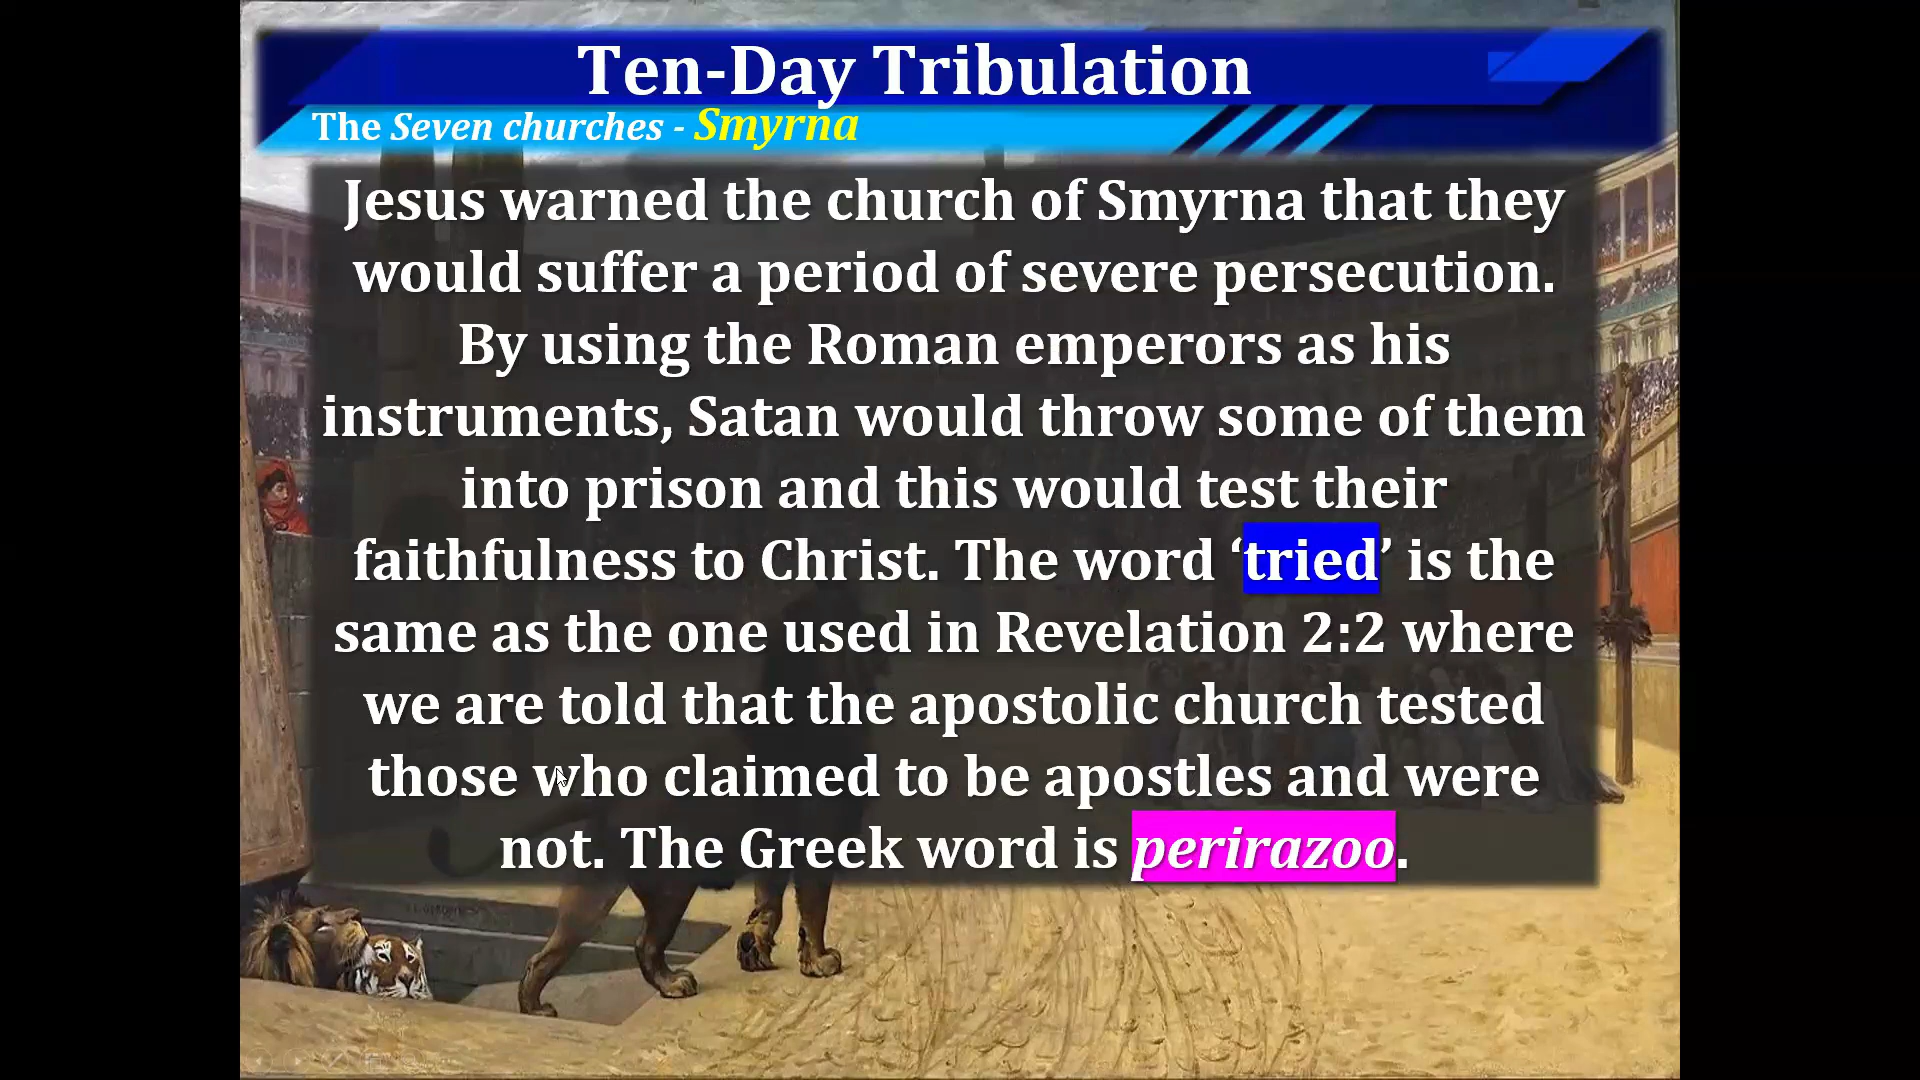 Ten-Day Tribulation
The Seven churches - Smyrna
Jesus warned the church of Smyrna that they
would suffer a period of severe persecution.
By using the Roman emperors as his
instruments, Satan would throw some of them
into prison and this would test their
faithfulness to Christ. The word ‘tried’ is the
same as the one used in Revelation 2:2 where
we are told that the apostolic church tested
those who claimed to be apostles and were
not. The Greek word is perirazoo.